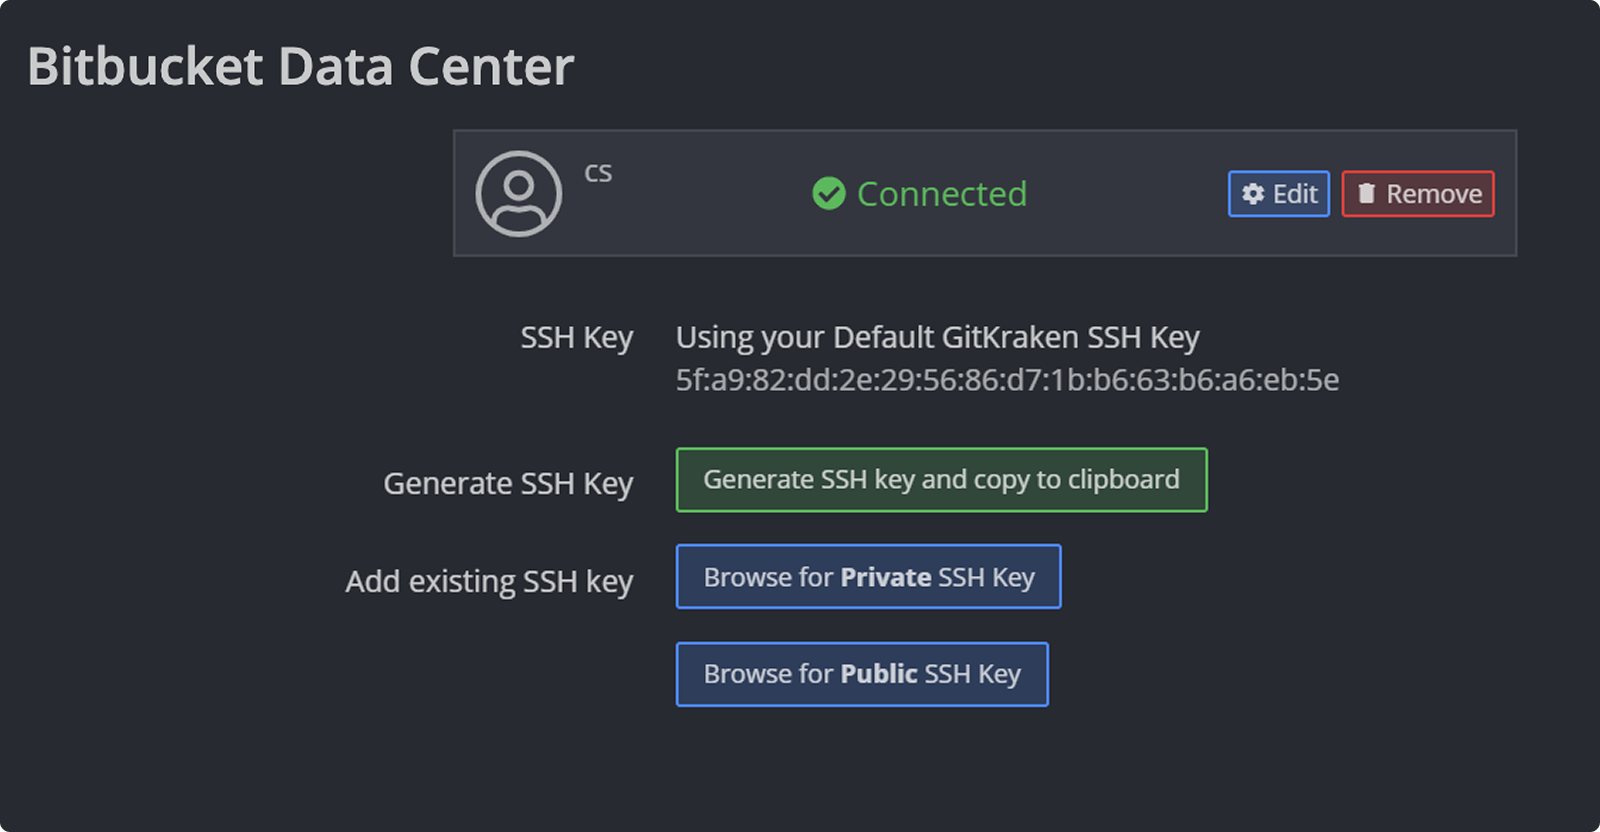 Bitbucket Data Center
cs
Connected
Edit
Remove
SSH Key
Using your Default GitKraken SSH Key
5f:a9:82:dd:2e:29:56:86:d7:1b:b6:63:b6:a6:eb:5e
Generate SSH Key
Generate SSH key and copy to clipboard
Add existing SSH key
Browse for Private SSH Key
Browse for Public SSH Key